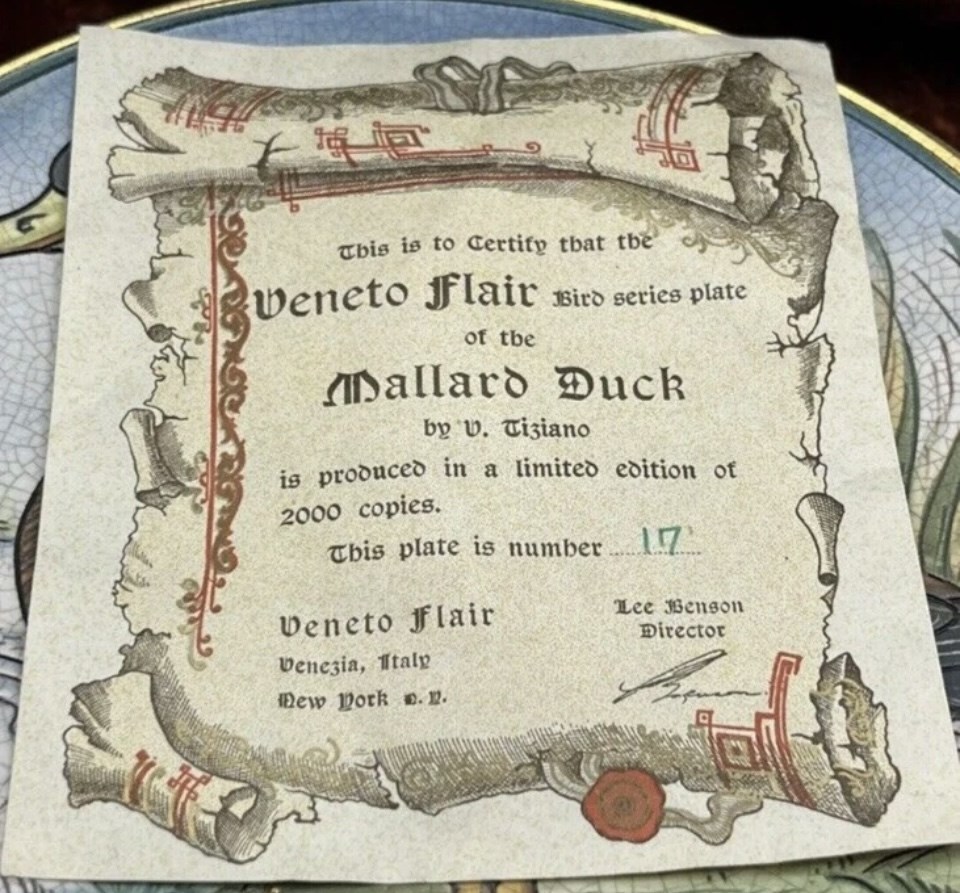 This is to Certify that the
Veneto Flair Bird series plate
of the
Mallard Duck
by V. Tiziano
is produced in a limited edition of
2000 copies.
This plate is number 17
Veneto Flair
Venezia, Italy
New York N.Y.
Lee Benson
Director